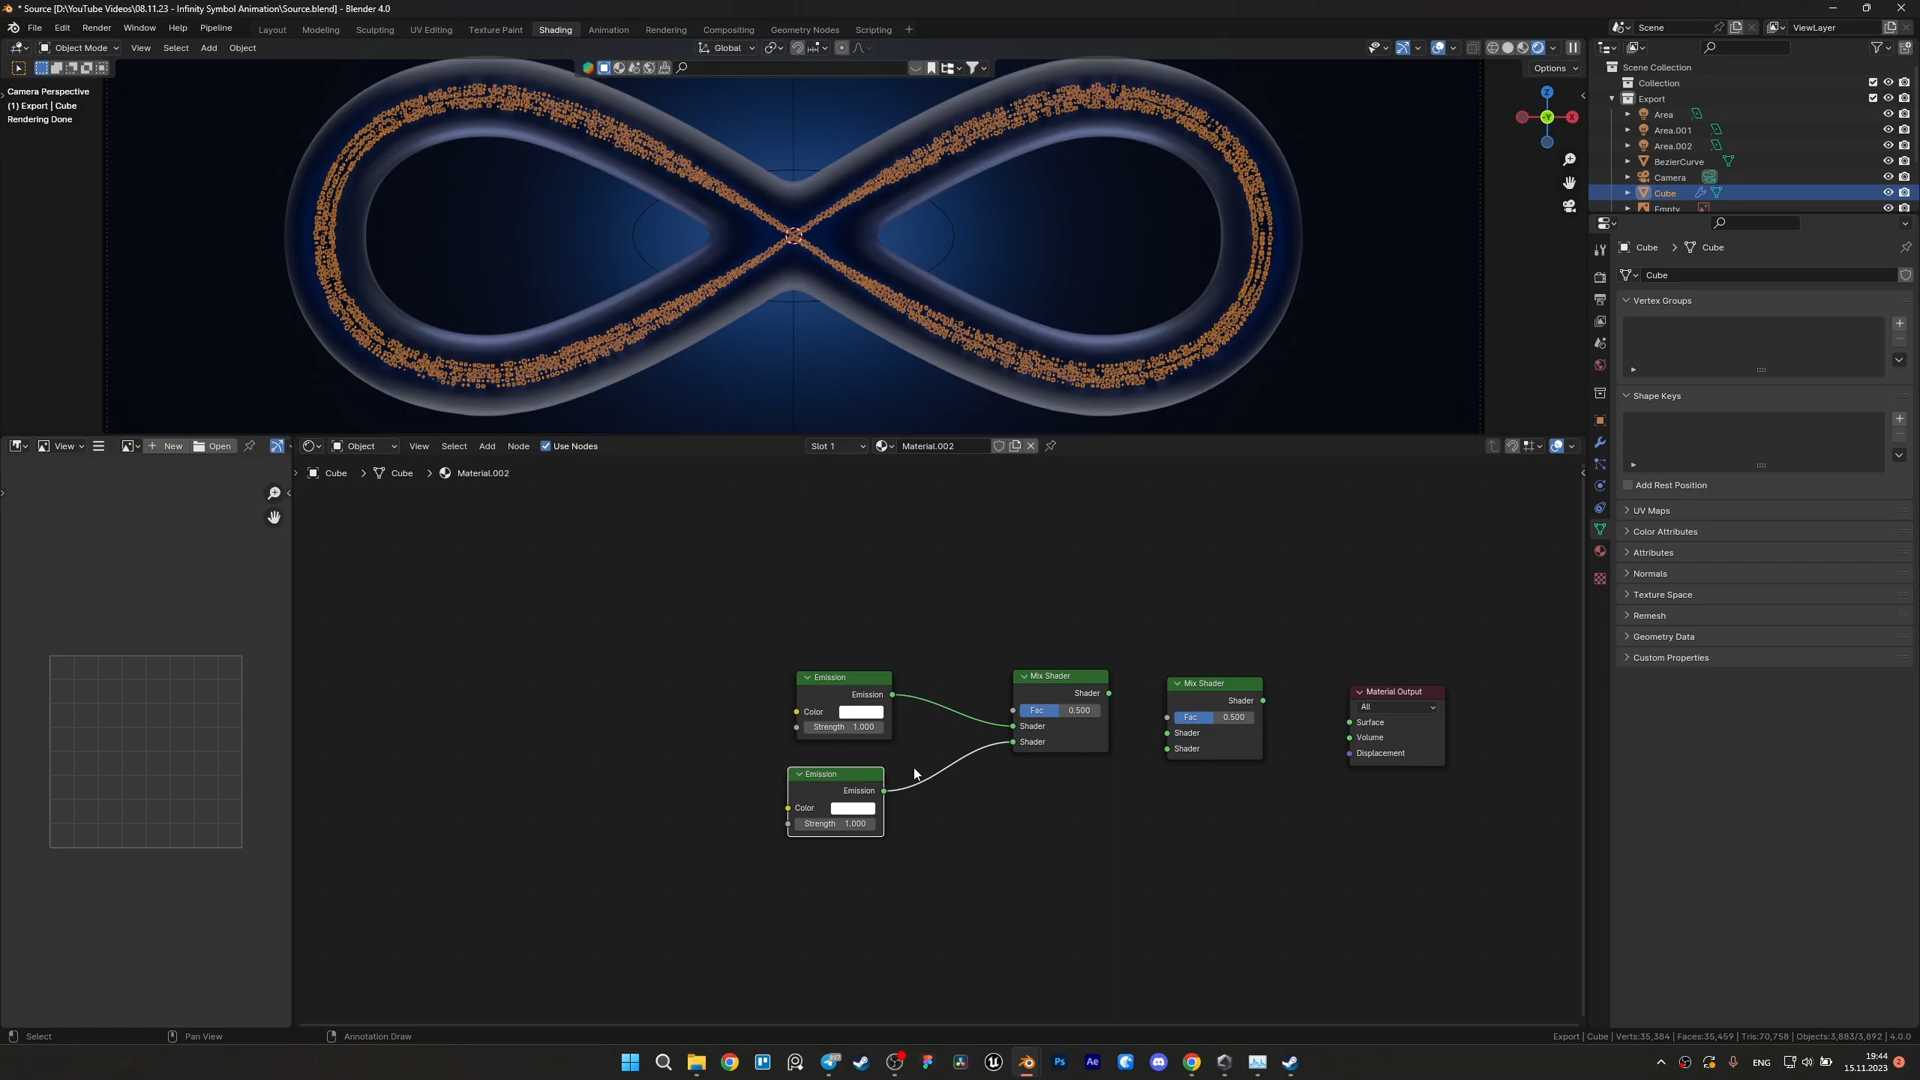 * Source [D:\YouTube Videos\08.11.23 - Infinity Symbol Animation\Source.blend] - Blender 4.0
File Edit Render Window Help Pipeline
Layout Modeling Sculpting UV Editing Texture Paint Shading Animation Rendering Compositing Geometry Nodes Scripting +
Scene
ViewLayer
Object Mode View Select Add Object
Global
Options
Camera Perspective
(1) Export | Cube
Rendering Done
Z
-Y
X
Scene Collection
Collection
Export
Area
Area.001
Area.002
BezierCurve
Camera
Cube
Empty
Cube > Cube
Cube
Vertex Groups
Shape Keys
Add Rest Position
UV Maps
Color Attributes
Attributes
Normals
Texture Space
Remesh
Geometry Data
Custom Properties
View New Open
Object View Select Add Node Use Nodes
Slot 1
Material.002
Cube > Cube > Material.002
Emission
Emission
Color
Strength 1.000
Emission
Emission
Color
Strength 1.000
Mix Shader
Shader
Fac 0.500
Shader
Shader
Mix Shader
Shader
Fac 0.500
Shader
Shader
Material Output
All
Surface
Volume
Displacement
Select Pan View Annotation Draw
Export | Cube | Verts:35,384 | Faces:35,459 | Tris:70,758 | Objects:3,883/3,892 | 4.0.0
897
Ps
Ae
ENG
19:44
15.11.2023
2